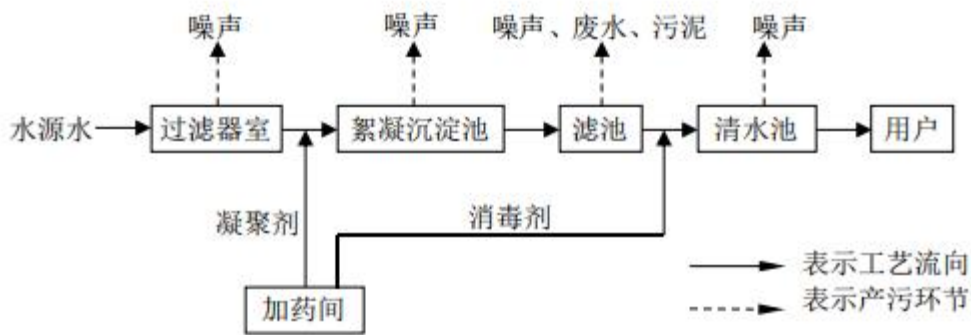 噪声
噪声
噪声、废水、污泥
噪声
水源水
过滤器室
絮凝沉淀池
滤池
清水池
用户
凝聚剂
消毒剂
加药间
表示工艺流向
表示产污环节